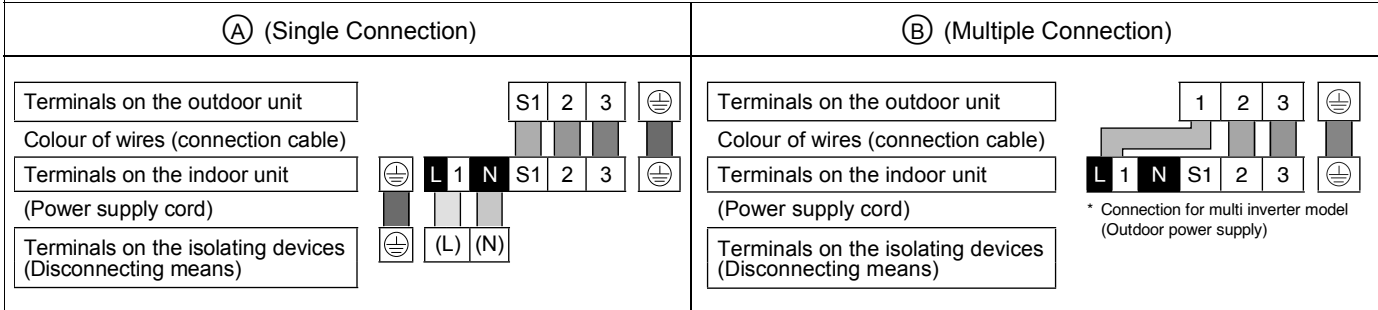 Ⓐ (Single Connection)
Terminals on the outdoor unit
S1 2 3
Colour of wires (connection cable)
Terminals on the indoor unit
L 1 N S1 2 3
(Power supply cord)
Terminals on the isolating devices
(Disconnecting means)
(L) (N)
Ⓑ (Multiple Connection)
Terminals on the outdoor unit
1 2 3
Colour of wires (connection cable)
Terminals on the indoor unit
L 1 N S1 2 3
(Power supply cord)
* Connection for multi inverter model
(Outdoor power supply)
Terminals on the isolating devices
(Disconnecting means)